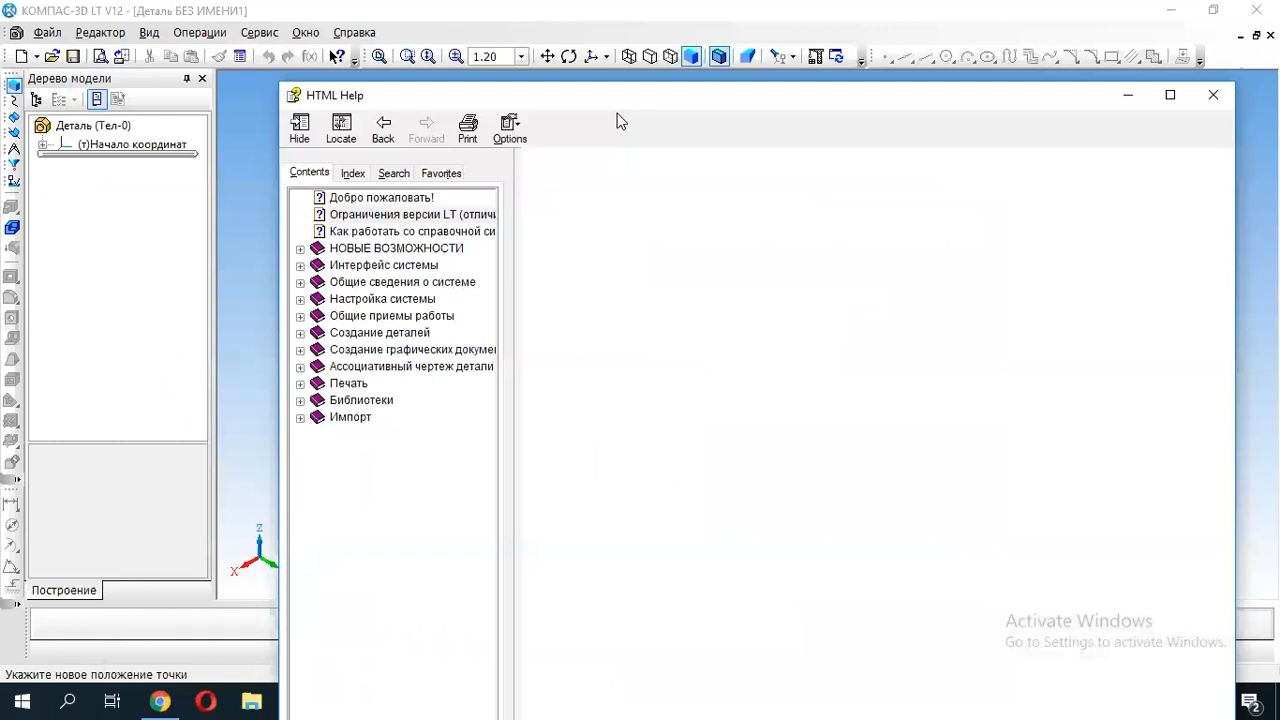 КОМПАС-3D LT V12 - [Деталь БЕЗ ИМЕНИ1]
Файл Редактор Вид Операции Сервис Окно Справка
1.20
Дерево модели
Деталь (Тел-0)
(т)Начало координат
HTML Help
Hide Locate Back Forward Print Options
Contents Index Search Favorites
Добро пожаловать!
Ограничения версии LT (отличи
Как работать со справочной си
НОВЫЕ ВОЗМОЖНОСТИ
Интерфейс системы
Общие сведения о системе
Настройка системы
Общие приемы работы
Создание деталей
Создание графических докумен
Ассоциативный чертеж детали
Печать
Библиотеки
Импорт
Z
X
Построение
Activate Windows
Go to Settings to activate Windows.
Укажите новое положение точки
2